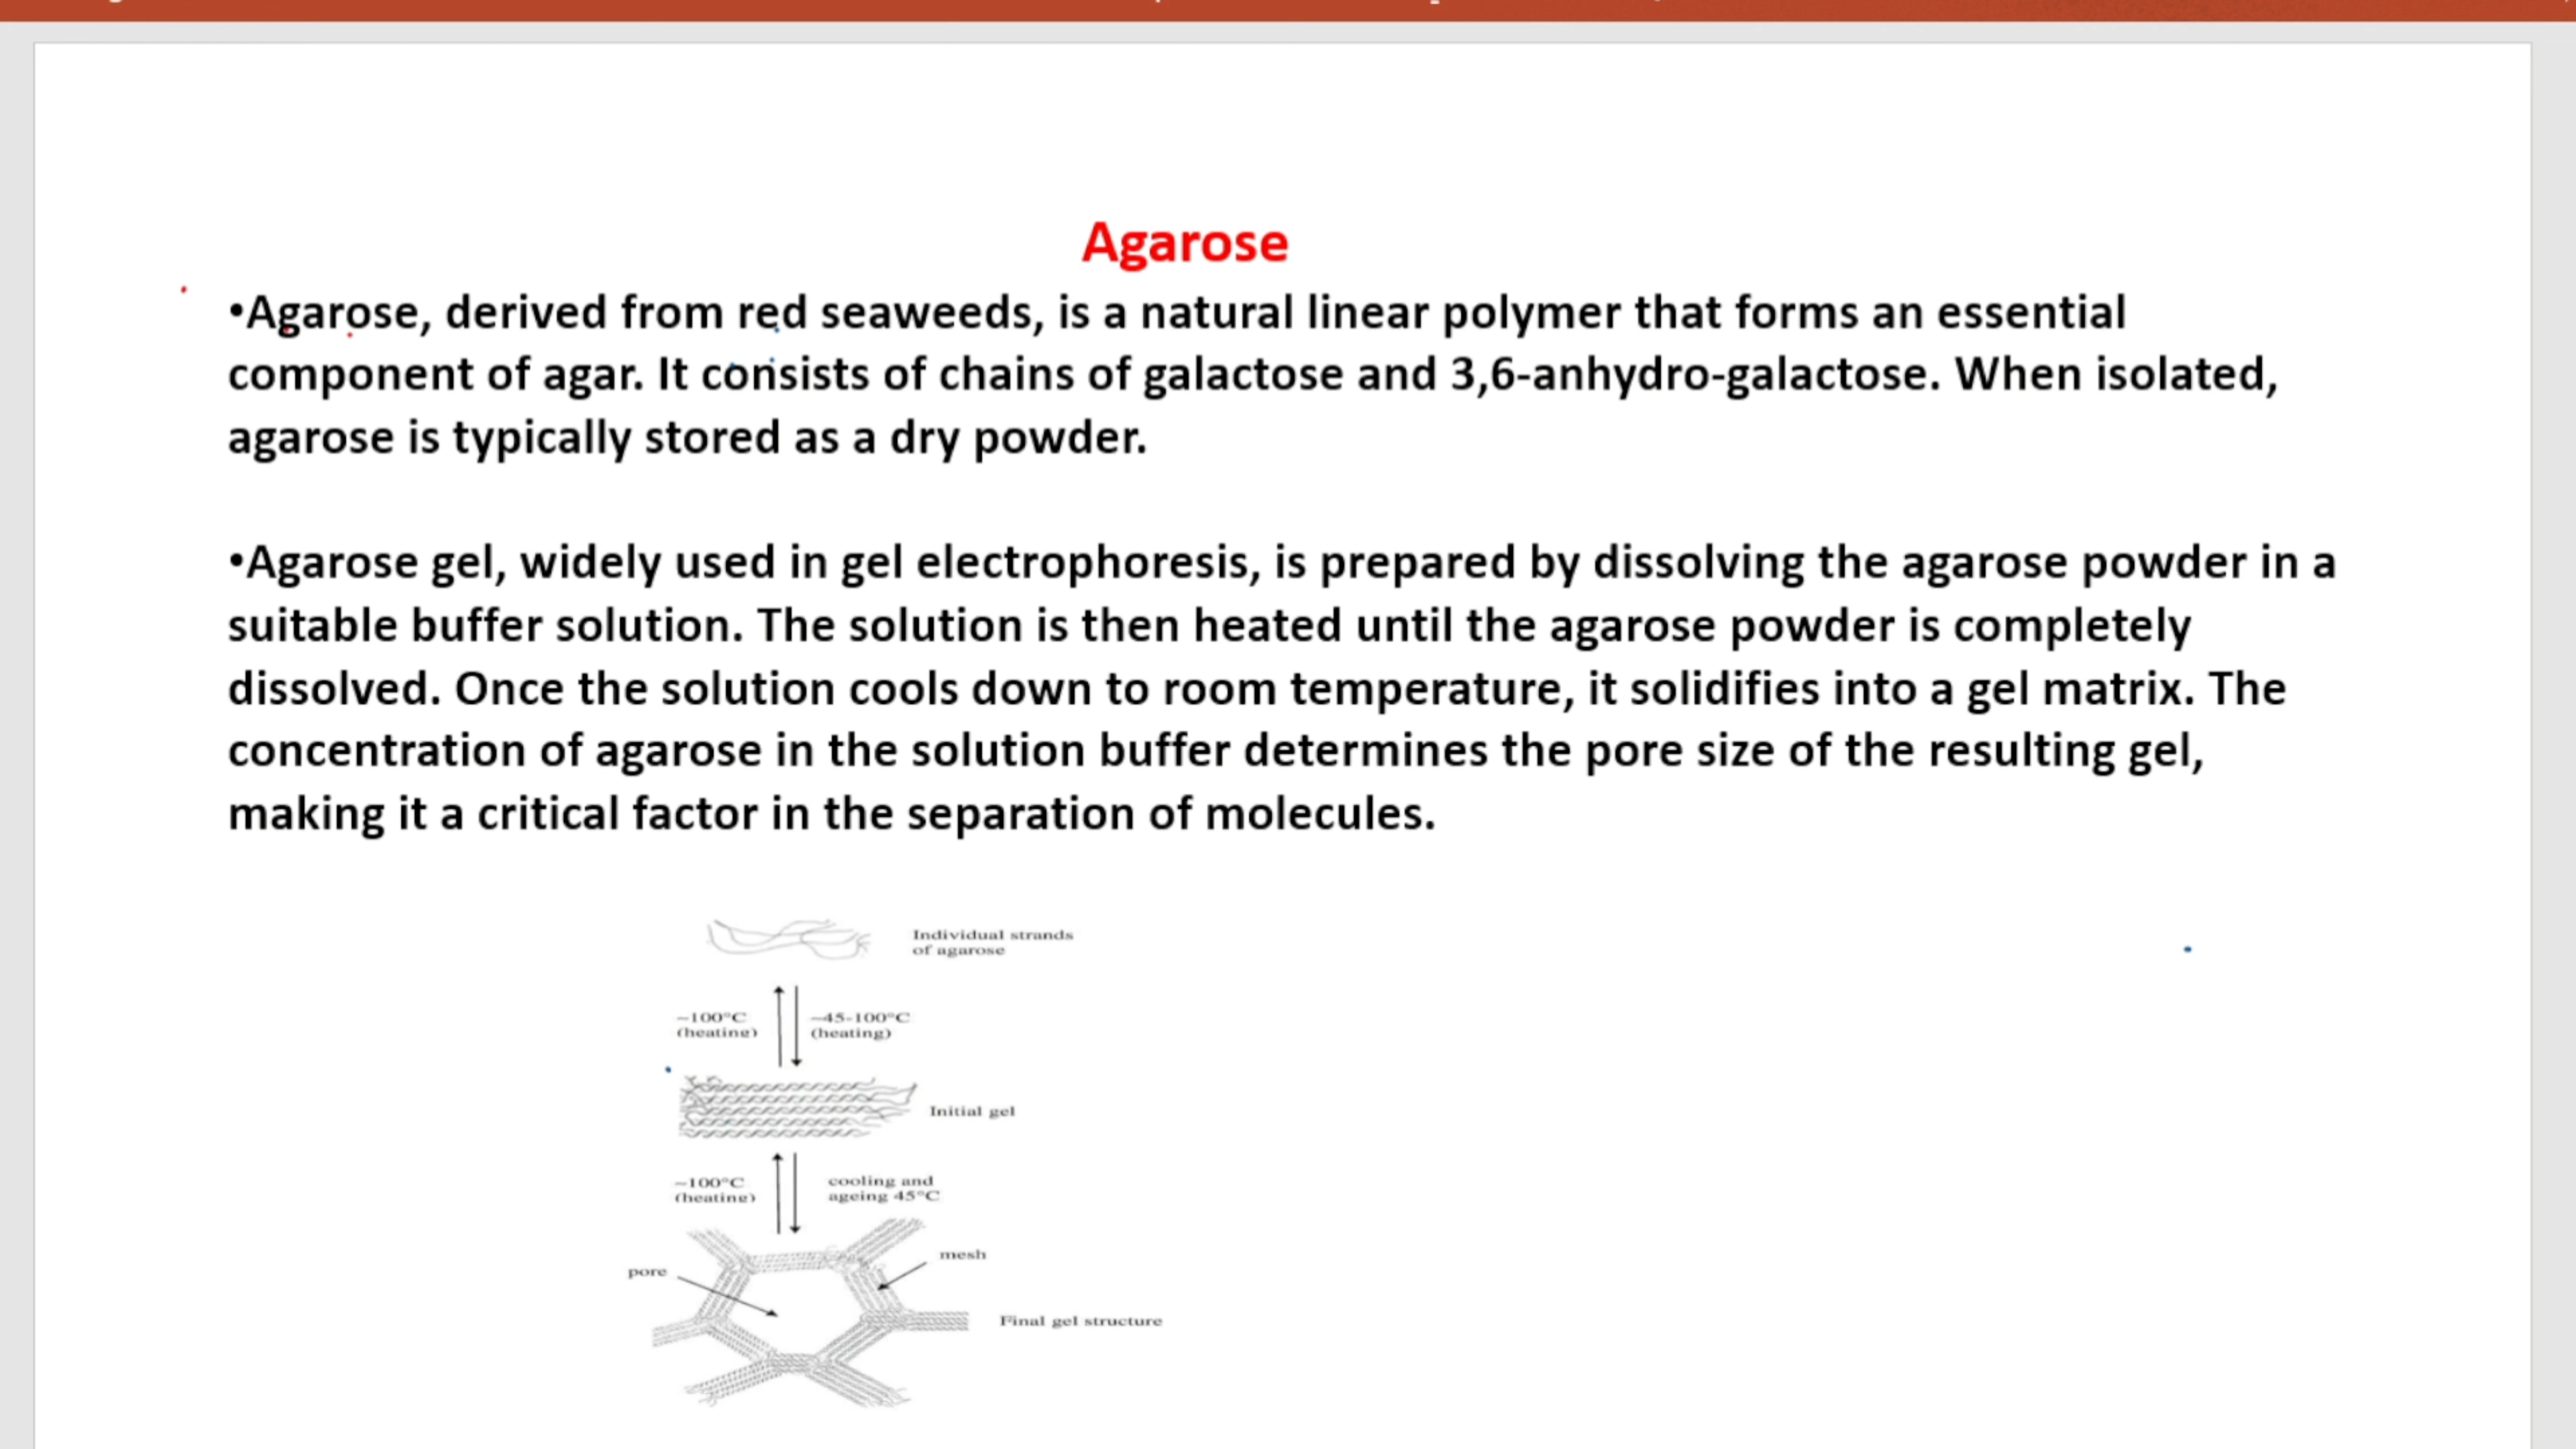 Agarose
•Agarose, derived from red seaweeds, is a natural linear polymer that forms an essential
component of agar. It consists of chains of galactose and 3,6-anhydro-galactose. When isolated,
agarose is typically stored as a dry powder.
•Agarose gel, widely used in gel electrophoresis, is prepared by dissolving the agarose powder in a
suitable buffer solution. The solution is then heated until the agarose powder is completely
dissolved. Once the solution cools down to room temperature, it solidifies into a gel matrix. The
concentration of agarose in the solution buffer determines the pore size of the resulting gel,
making it a critical factor in the separation of molecules.
Individual strands
of agarose
~100°C
(heating)
~45-100°C
(heating)
Initial gel
~100°C
(heating)
cooling and
ageing 45°C
mesh
pore
Final gel structure